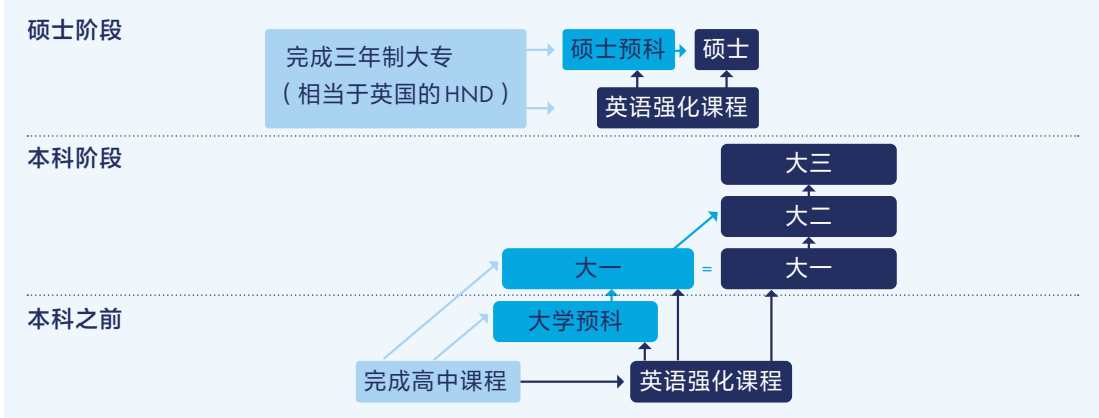 硕士阶段
完成三年制大专
（相当于英国的HND）
硕士预科
硕士
英语强化课程
本科阶段
大三
大二
大一
=
大一
本科之前
大学预科
完成高中课程
英语强化课程